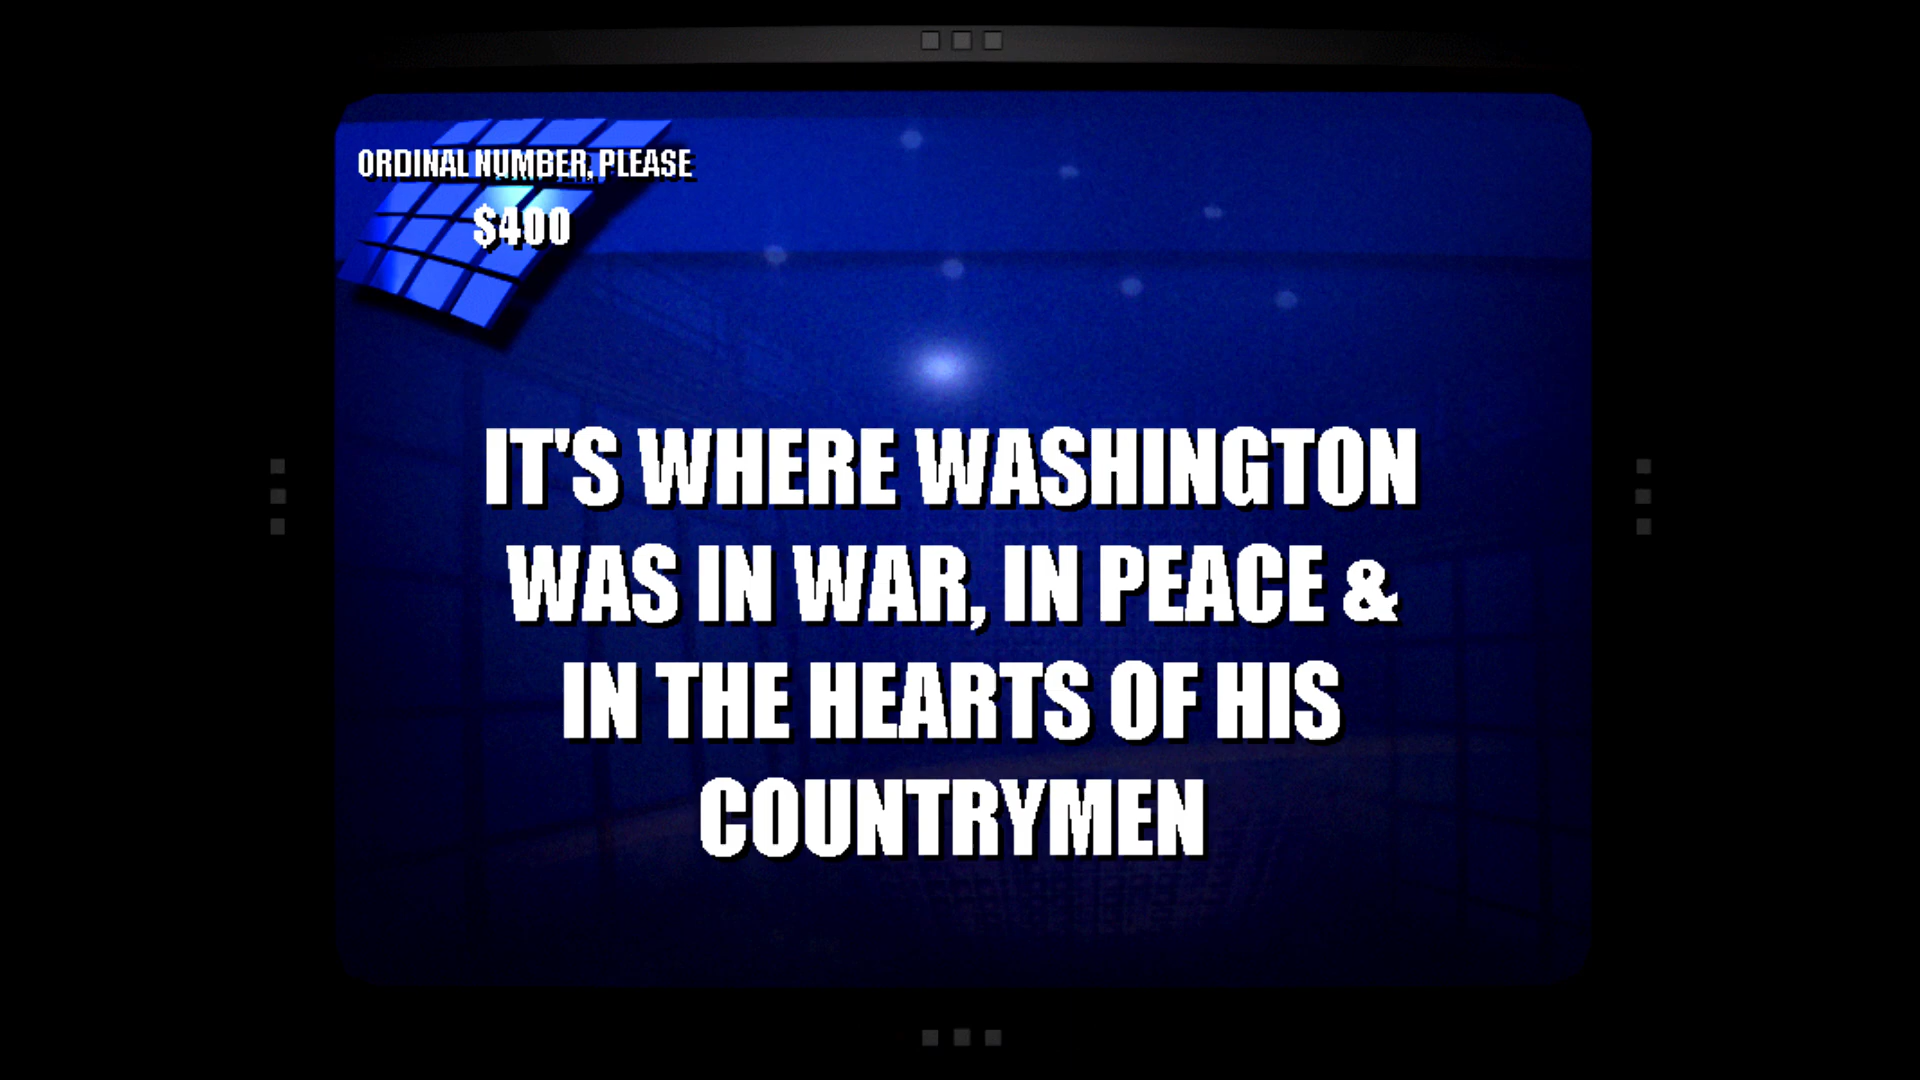 ORDINAL NUMBER, PLEASE
$400
IT'S WHERE WASHINGTON
WAS IN WAR, IN PEACE &
IN THE HEARTS OF HIS
COUNTRYMEN